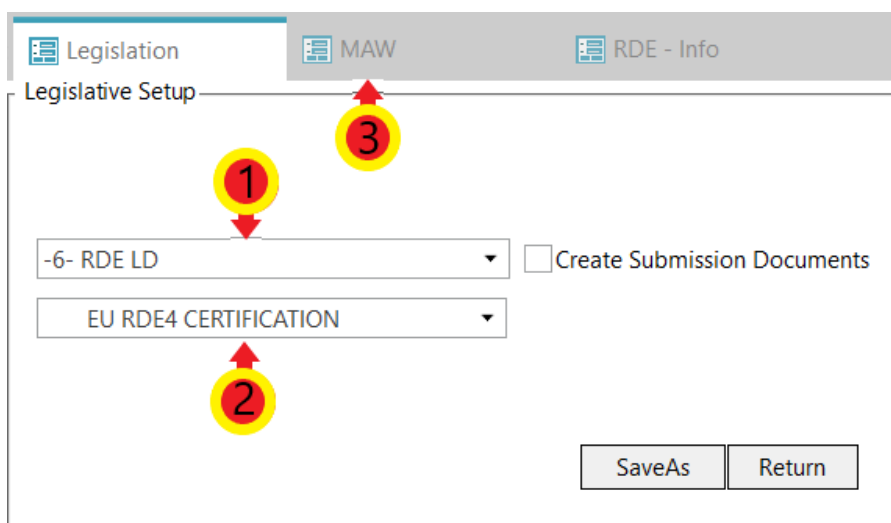 Legislation MAW RDE - Info
Legislative Setup
3
1
-6- RDE LD Create Submission Documents
EU RDE4 CERTIFICATION
2
SaveAs Return